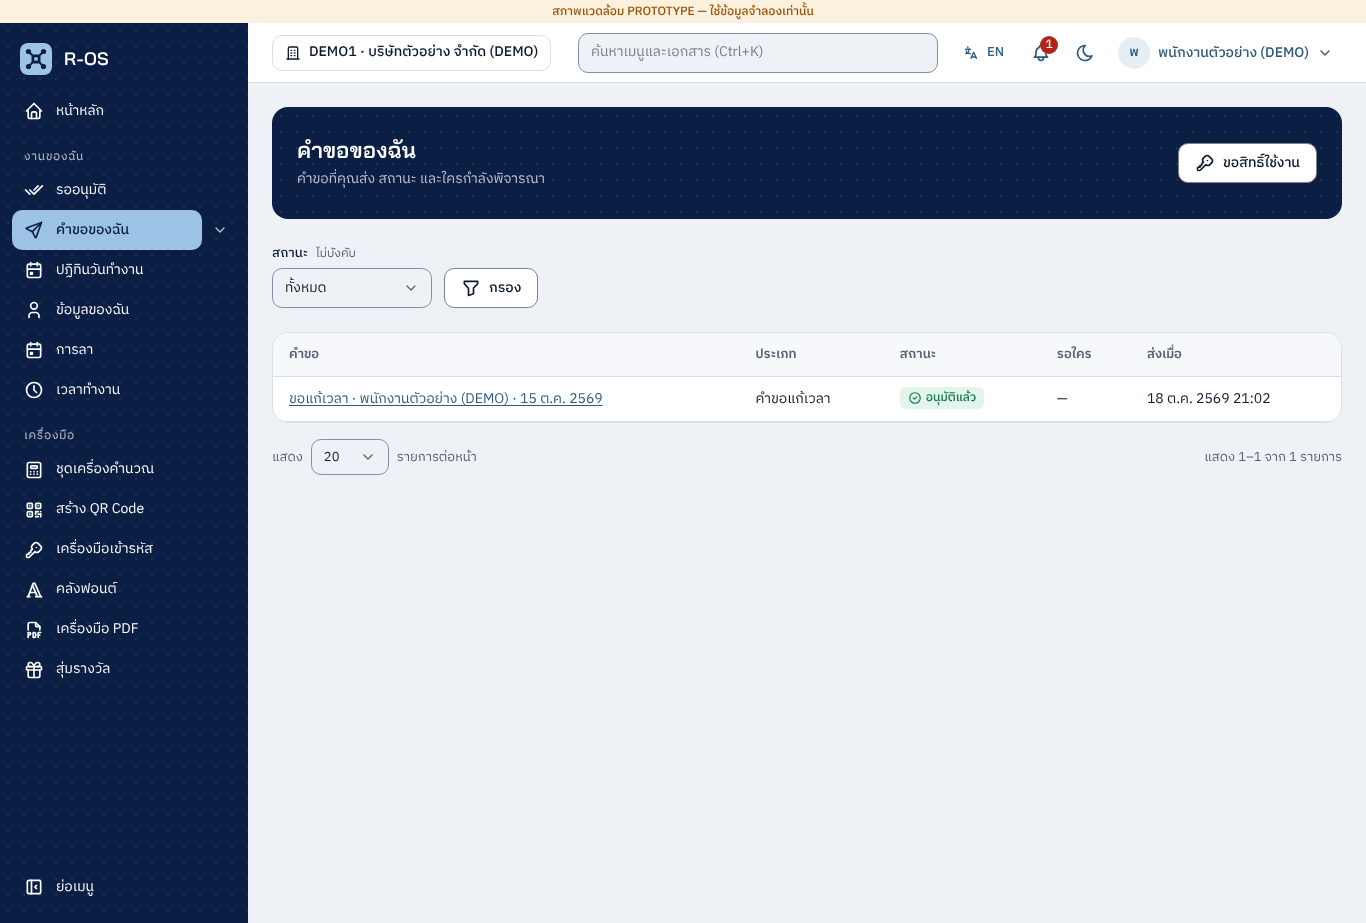 สภาพแวดล้อม PROTOTYPE — ใช้ข้อมูลจำลองเท่านั้น
R-OS
DEMO1 · บริษัทตัวอย่าง จำกัด (DEMO)
ค้นหาเมนูและเอกสาร (Ctrl+K)
EN
1
พ
พนักงานตัวอย่าง (DEMO)
หน้าหลัก
งานของฉัน
รออนุมัติ
คำขอของฉัน
ปฏิทินวันทำงาน
ข้อมูลของฉัน
การลา
เวลาทำงาน
เครื่องมือ
ชุดเครื่องคำนวณ
สร้าง QR Code
เครื่องมือเข้ารหัส
คลังฟอนต์
PDF
เครื่องมือ PDF
สุ่มรางวัล
ย่อเมนู
คำขอของฉัน
คำขอที่คุณส่ง สถานะ และใครกำลังพิจารณา
ขอสิทธิ์ใช้งาน
สถานะ ไม่บังคับ
ทั้งหมด
กรอง
คำขอ ประเภท สถานะ รอใคร ส่งเมื่อ
ขอแก้เวลา · พนักงานตัวอย่าง (DEMO) · 15 ต.ค. 2569 คำขอแก้เวลา อนุมัติแล้ว — 18 ต.ค. 2569 21:02
แสดง 20 รายการต่อหน้า
แสดง 1–1 จาก 1 รายการ